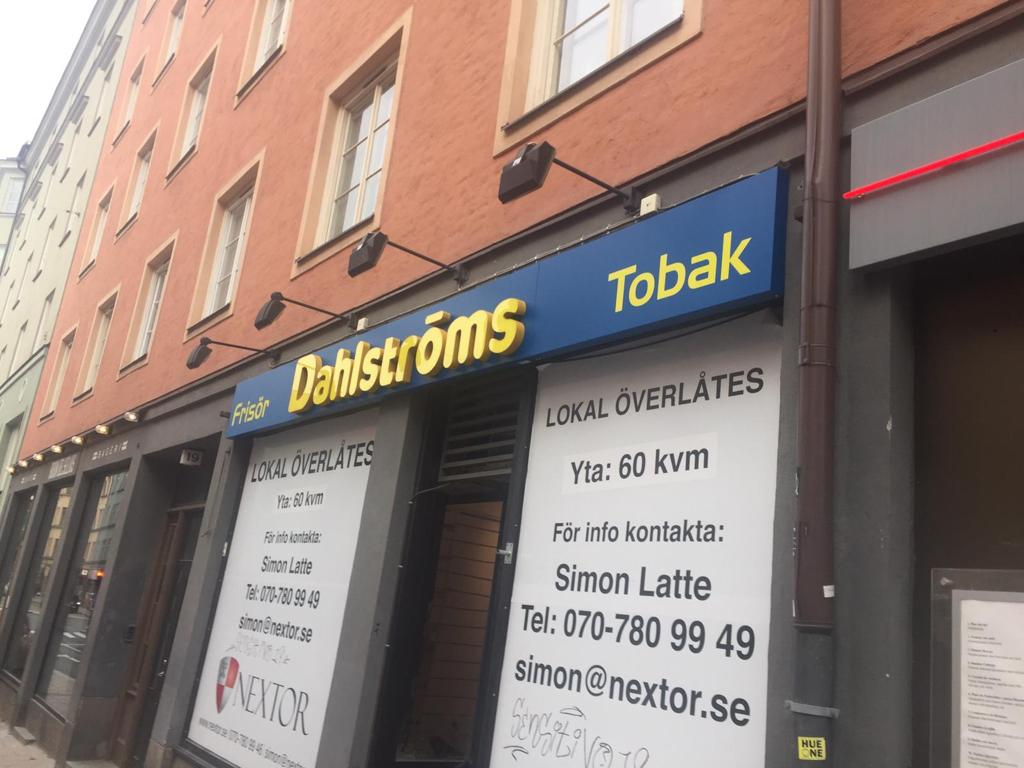 Frisör
Dahlströms
Tobak
LOKAL ÖVERLÅTES
Yta: 60 kvm
För info kontakta:
Simon Latte
Tel: 070-780 99 49
simon@nextor.se
NEXTOR
LOKAL ÖVERLÅTES
Yta: 60 kvm
För info kontakta:
Simon Latte
Tel: 070-780 99 49
simon@nextor.se
19
HUE
ONE